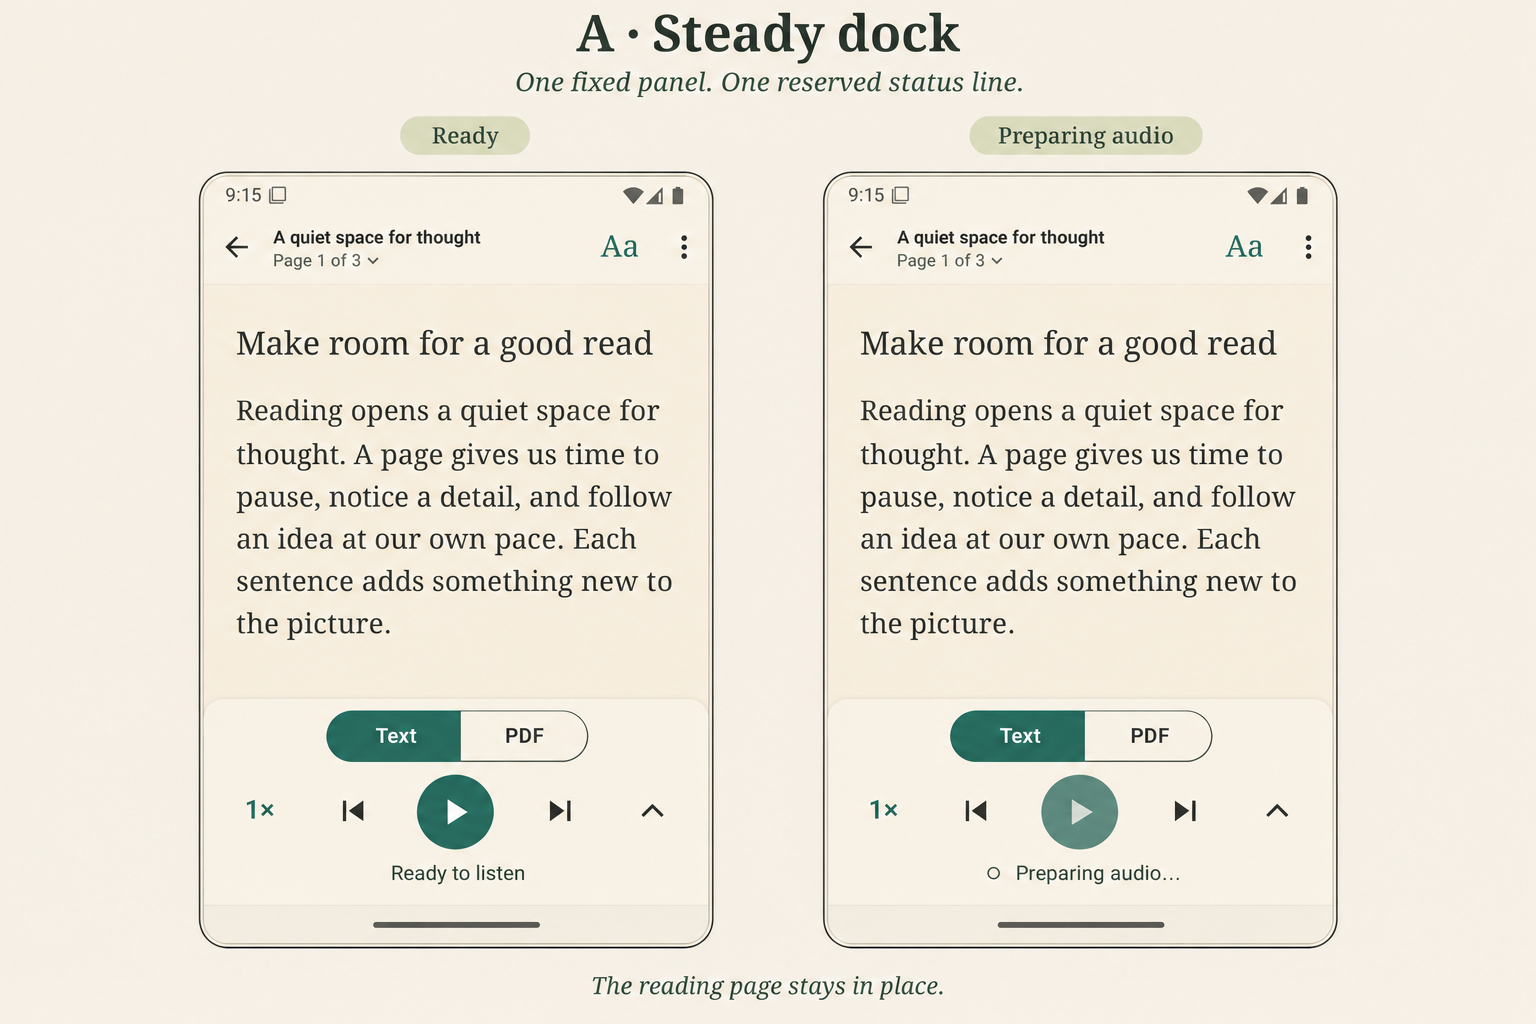 A · Steady dock
One fixed panel. One reserved status line.
Ready
9:15
A quiet space for thought
Page 1 of 3
Aa
Make room for a good read
Reading opens a quiet space for
thought. A page gives us time to
pause, notice a detail, and follow
an idea at our own pace. Each
sentence adds something new to
the picture.
Text PDF
1×
Ready to listen
Preparing audio
9:15
A quiet space for thought
Page 1 of 3
Aa
Make room for a good read
Reading opens a quiet space for
thought. A page gives us time to
pause, notice a detail, and follow
an idea at our own pace. Each
sentence adds something new to
the picture.
Text PDF
1×
Preparing audio…
The reading page stays in place.